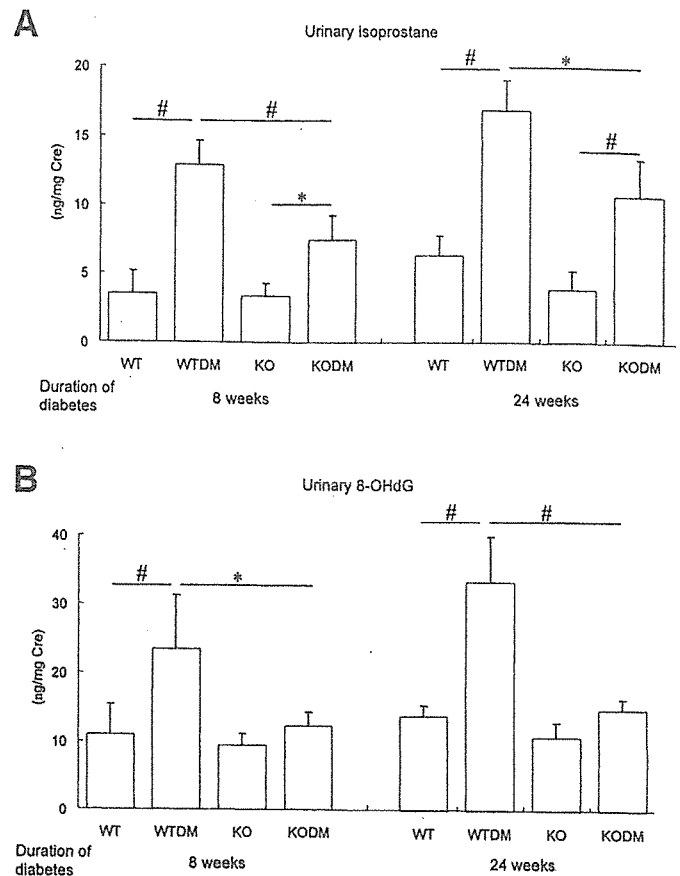 A
Urinary isoprostane
20
15
10
5
0
(ng/mg Cre)
# # # *
* #
WT WTDM KO KODM WT WTDM KO KODM
Duration of
diabetes
8 weeks 24 weeks
B
Urinary 8-OHdG
40
30
20
10
0
(ng/mg Cre)
# * # #
WT WTDM KO KODM WT WTDM KO KODM
Duration of
diabetes
8 weeks 24 weeks